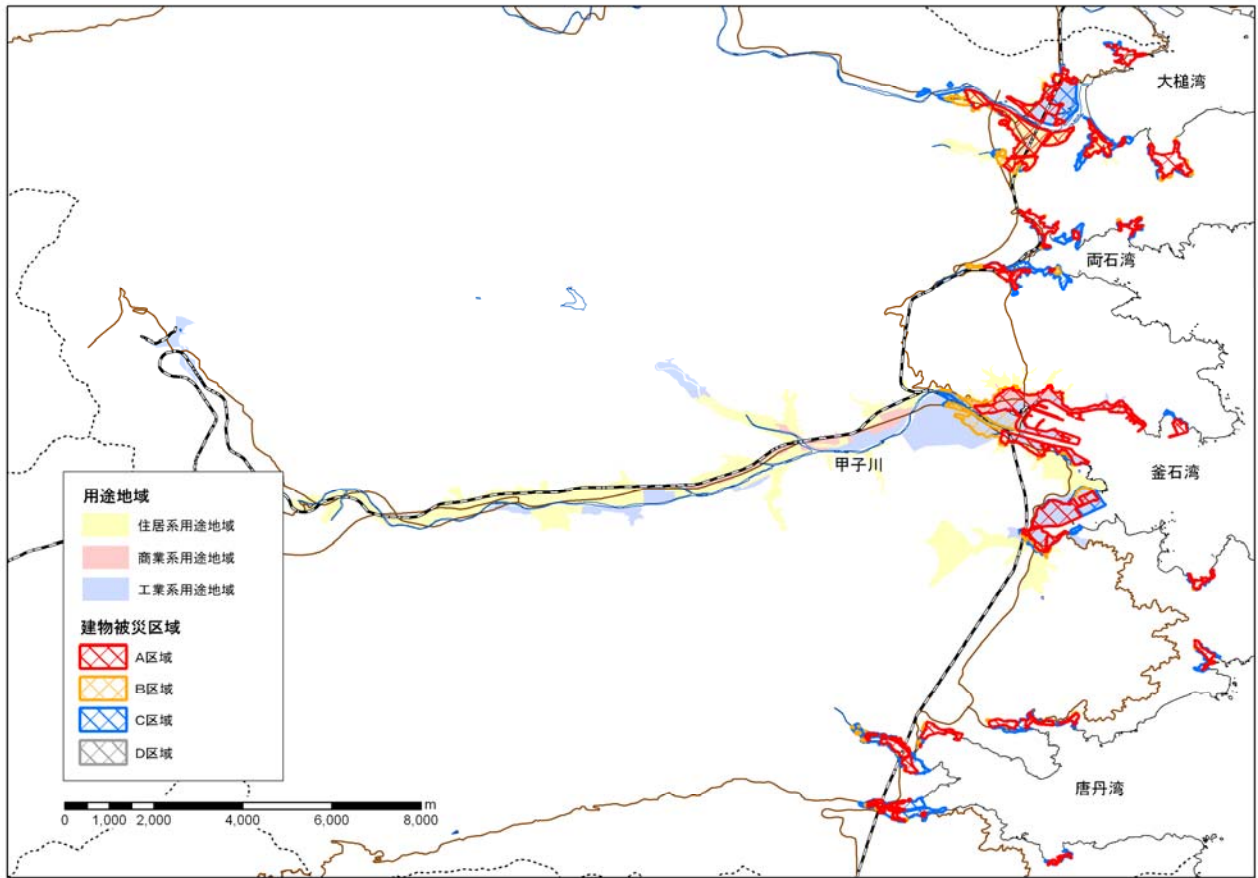 大槌湾
両石湾
甲子川
釜石湾
唐丹湾
用途地域
住居系用途地域
商業系用途地域
工業系用途地域
建物被災区域
A区域
B区域
C区域
D区域
m
0 1,000 2,000 4,000 6,000 8,000